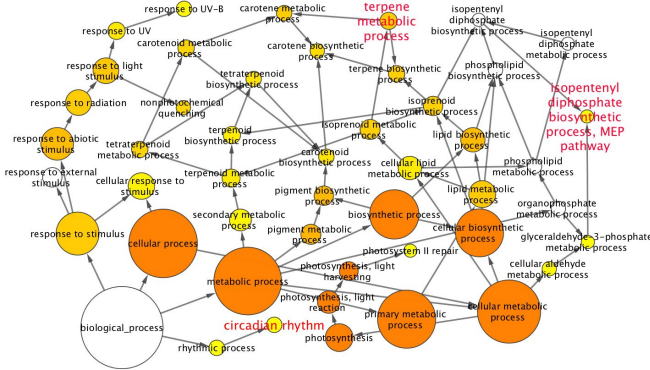 response to UV-B
carotene metabolic
process
terpene
metabolic
process
isopentenyl
diphosphate
biosynthetic process
isopentenyl
diphosphate
metabolic process
response to UV
carotenoid metabolic
process
carotene biosynthetic
process
response to light
stimulus
tetraterpenoid
biosynthetic process
terpene biosynthetic
process
phospholipid
biosynthetic process
isopentenyl
diphosphate
biosynthetic
process, MEP
pathway
response to radiation
nonphotochemical
quenching
isoprenoid
biosynthetic process
response to abiotic
stimulus
tetraterpenoid
metabolic process
terpenoid
biosynthetic process
isoprenoid metabolic
process
lipid biosynthetic
process
carotenoid
biosynthetic process
response to external
stimulus
cellular response to
stimulus
terpenoid metabolic
process
cellular lipid
metabolic process
phospholipid
metabolic process
pigment biosynthetic
process
lipid metabolic
process
organophosphate
metabolic process
response to stimulus
cellular process
secondary metabolic
process
pigment metabolic
process
biosynthetic process
cellular biosynthetic
process
glyceraldehyde-3-phosphate
metabolic process
photosystem II repair
metabolic process
photosynthesis, light
harvesting
cellular aldehyde
metabolic process
photosynthesis, light
reaction
primary metabolic
process
cellular metabolic
process
biological_process
circadian rhythm
photosynthesis
rhythmic process